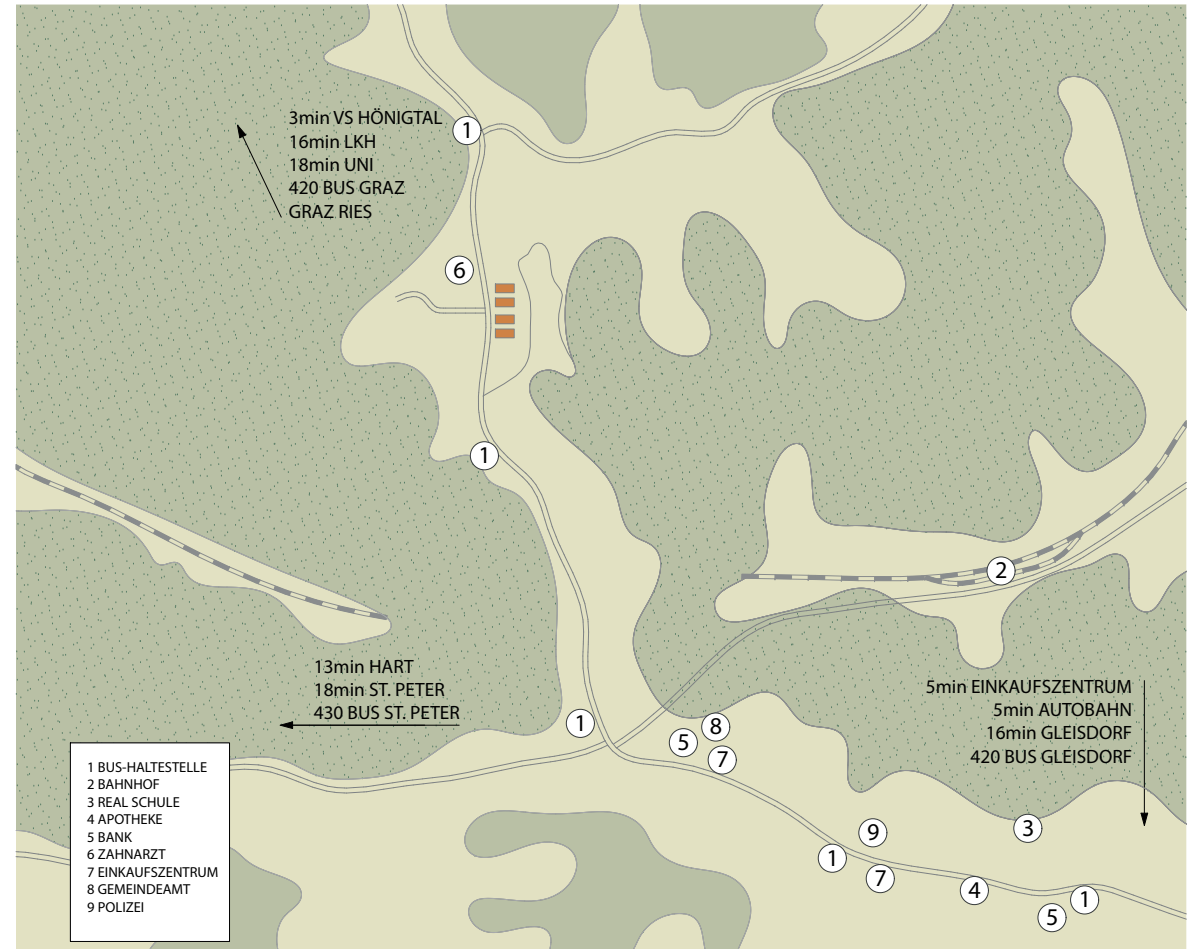 3min VS HÖNIGTAL
16min LKH
18min UNI
420 BUS GRAZ
GRAZ RIES
1
6
1
2
13min HART
18min ST. PETER
430 BUS ST. PETER
5min EINKAUFSZENTRUM
5min AUTOBAHN
16min GLEISDORF
420 BUS GLEISDORF
1
8
5
7
3
9
1
7
4
1
5
1 BUS-HALTESTELLE
2 BAHNHOF
3 REAL SCHULE
4 APOTHEKE
5 BANK
6 ZAHNARZT
7 EINKAUFSZENTRUM
8 GEMEINDEAMT
9 POLIZEI